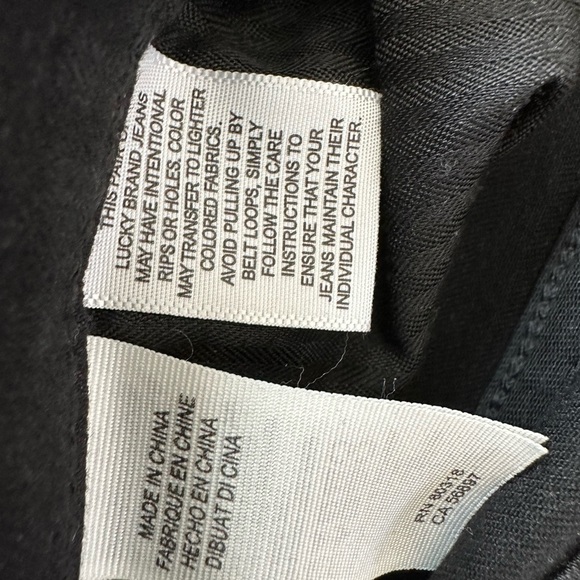 THIS PAIR
LUCKY BRAND JEANS
MAY HAVE INTENTIONAL
RIPS OR HOLES. COLOR
MAY TRANSFER TO LIGHTER
COLORED FABRICS.
AVOID PULLING UP BY
BELT LOOPS, SIMPLY
FOLLOW THE CARE
INSTRUCTIONS TO
ENSURE THAT YOUR
JEANS MAINTAIN THEIR
INDIVIDUAL CHARACTER.
MADE IN CHINA
FABRIQUE EN CHINE
HECHO EN CHINA
DIBUAT DI CINA
RN 80318
CA 56897